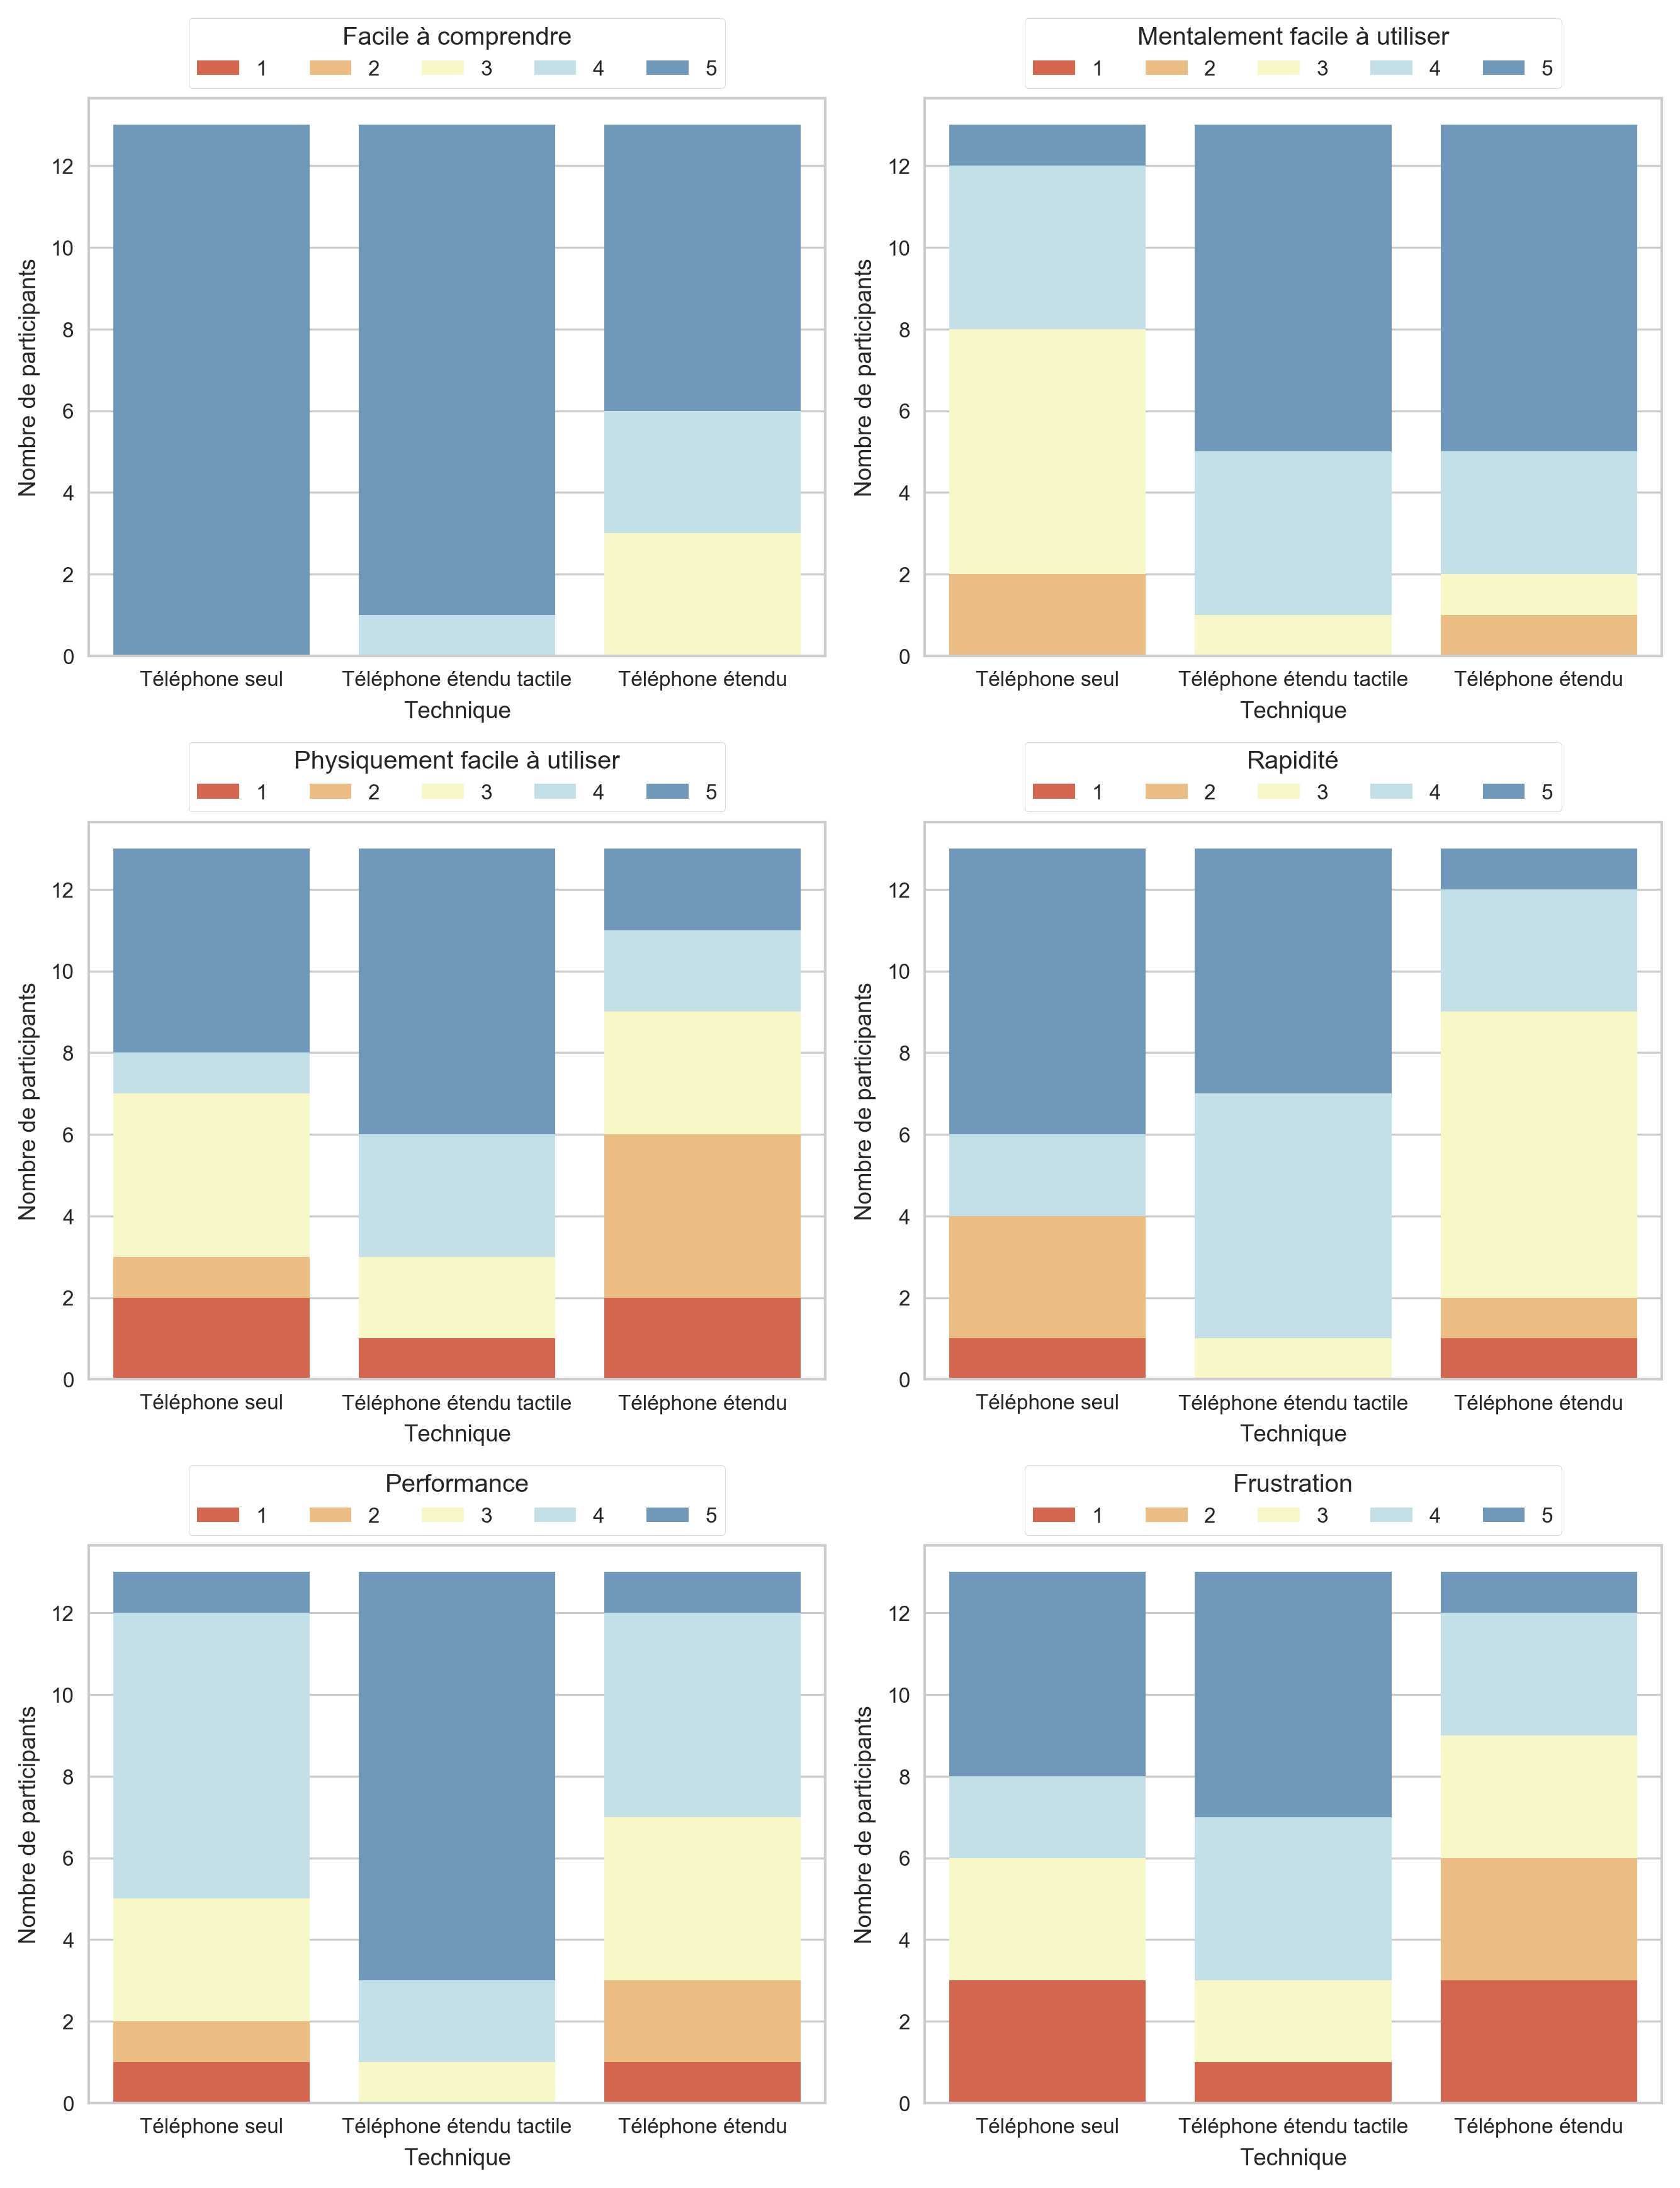 Facile à comprendre
1 2 3 4 5
Nombre de participants
12
10
8
6
4
2
0
Téléphone seul Téléphone étendu tactile Téléphone étendu
Technique
Mentalement facile à utiliser
1 2 3 4 5
Nombre de participants
12
10
8
6
4
2
0
Téléphone seul Téléphone étendu tactile Téléphone étendu
Technique
Physiquement facile à utiliser
1 2 3 4 5
Nombre de participants
12
10
8
6
4
2
0
Téléphone seul Téléphone étendu tactile Téléphone étendu
Technique
Rapidité
1 2 3 4 5
Nombre de participants
12
10
8
6
4
2
0
Téléphone seul Téléphone étendu tactile Téléphone étendu
Technique
Performance
1 2 3 4 5
Nombre de participants
12
10
8
6
4
2
0
Téléphone seul Téléphone étendu tactile Téléphone étendu
Technique
Frustration
1 2 3 4 5
Nombre de participants
12
10
8
6
4
2
0
Téléphone seul Téléphone étendu tactile Téléphone étendu
Technique